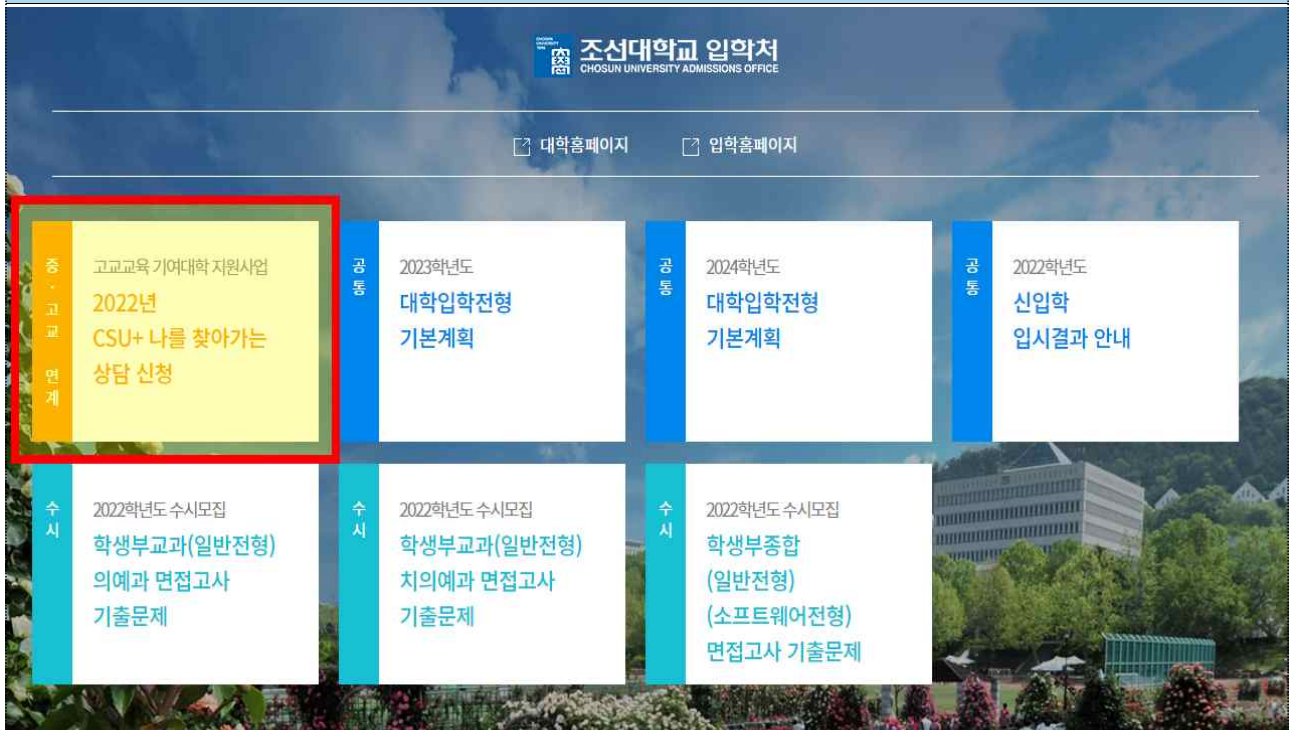 조선대학교 입학처
CHOSUN UNIVERSITY ADMISSIONS OFFICE
대학홈페이지
입학홈페이지
중·고교 연계
고교교육 기여대학 지원사업
2022년
CSU+ 나를 찾아가는
상담 신청
공통
2023학년도
대학입학전형
기본계획
공통
2024학년도
대학입학전형
기본계획
공통
2022학년도
신입학
입시결과 안내
수시
2022학년도 수시모집
학생부교과(일반전형)
의예과 면접고사
기출문제
수시
2022학년도 수시모집
학생부교과(일반전형)
치의예과 면접고사
기출문제
수시
2022학년도 수시모집
학생부종합
(일반전형)
(소프트웨어전형)
면접고사 기출문제